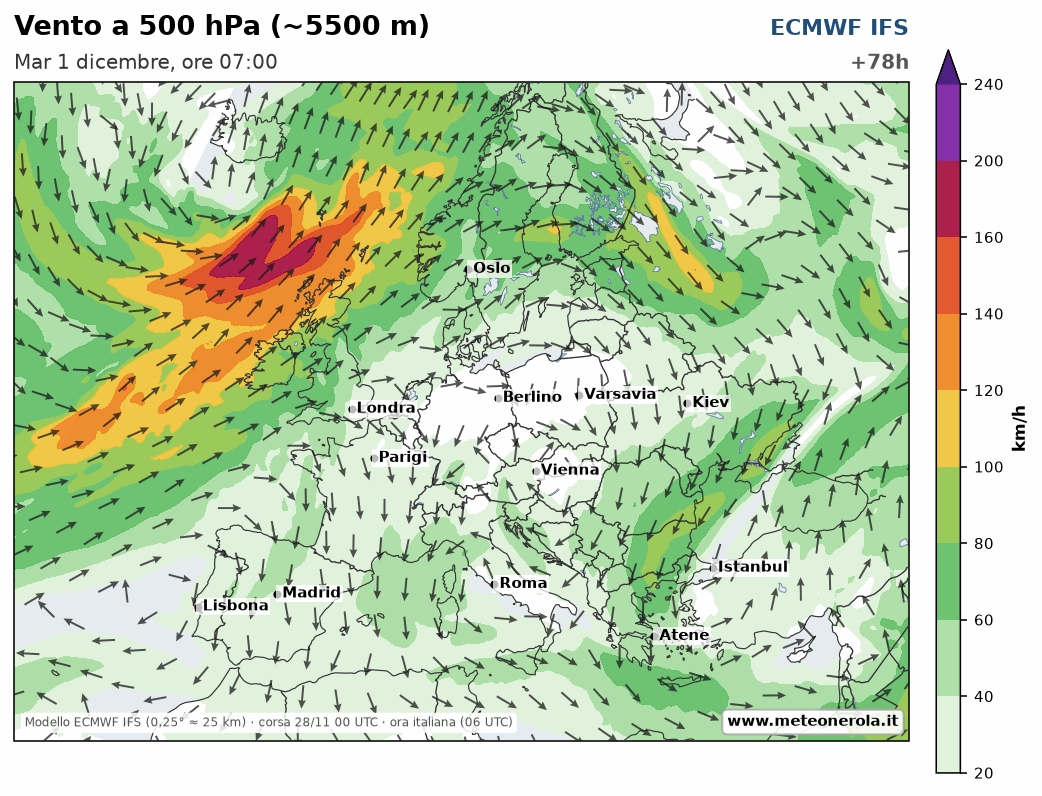 Vento a 500 hPa (~5500 m)
ECMWF IFS
Mar 1 dicembre, ore 07:00
+78h
240
200
160
140
120
100
80
60
40
20
km/h
Oslo
Berlino
Varsavia
Kiev
Londra
Parigi
Vienna
Istanbul
Roma
Madrid
Lisbona
Atene
Modello ECMWF IFS (0,25° ≈ 25 km) · corsa 28/11 00 UTC · ora italiana (06 UTC)
www.meteonerola.it